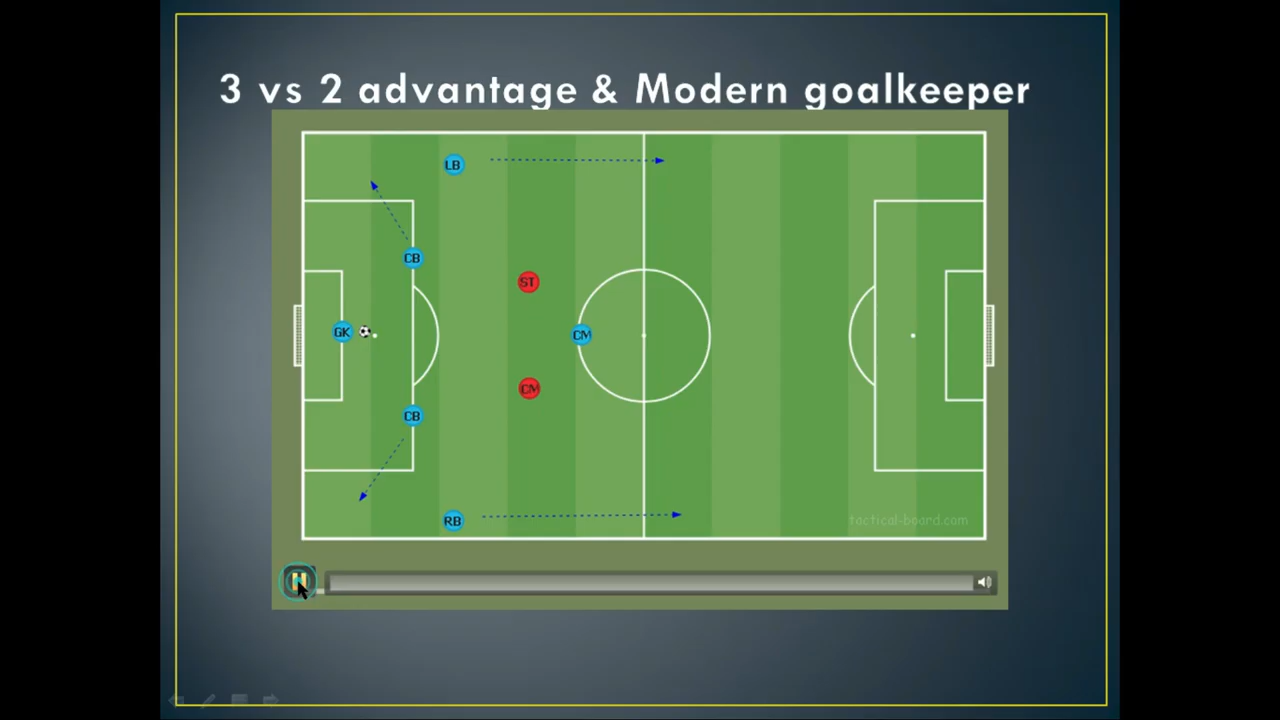 3 vs 2 advantage & Modern goalkeeper
LB
CB
ST
GK
CM
CM
CB
RB
tactical-board.com